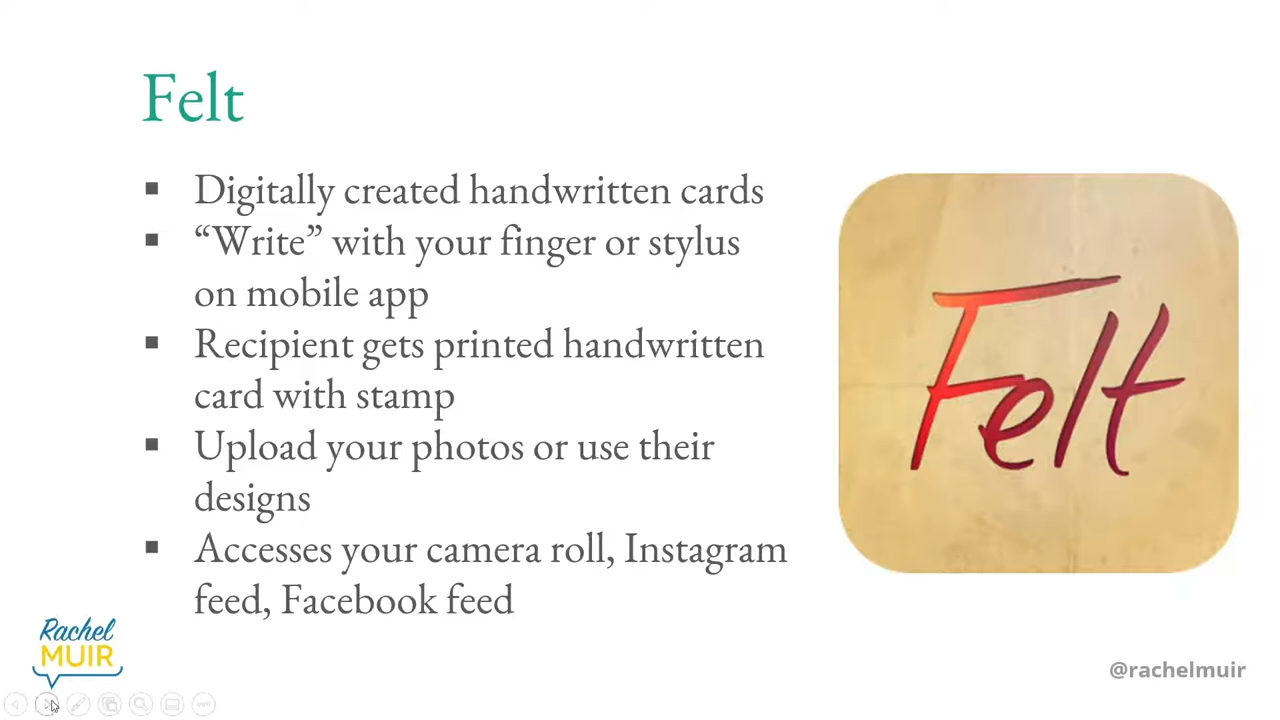 Felt
▪ Digitally created handwritten cards
▪ “Write” with your finger or stylus
on mobile app
▪ Recipient gets printed handwritten
card with stamp
▪ Upload your photos or use their
designs
▪ Accesses your camera roll, Instagram
feed, Facebook feed
Felt
Rachel
MUIR
@rachelmuir